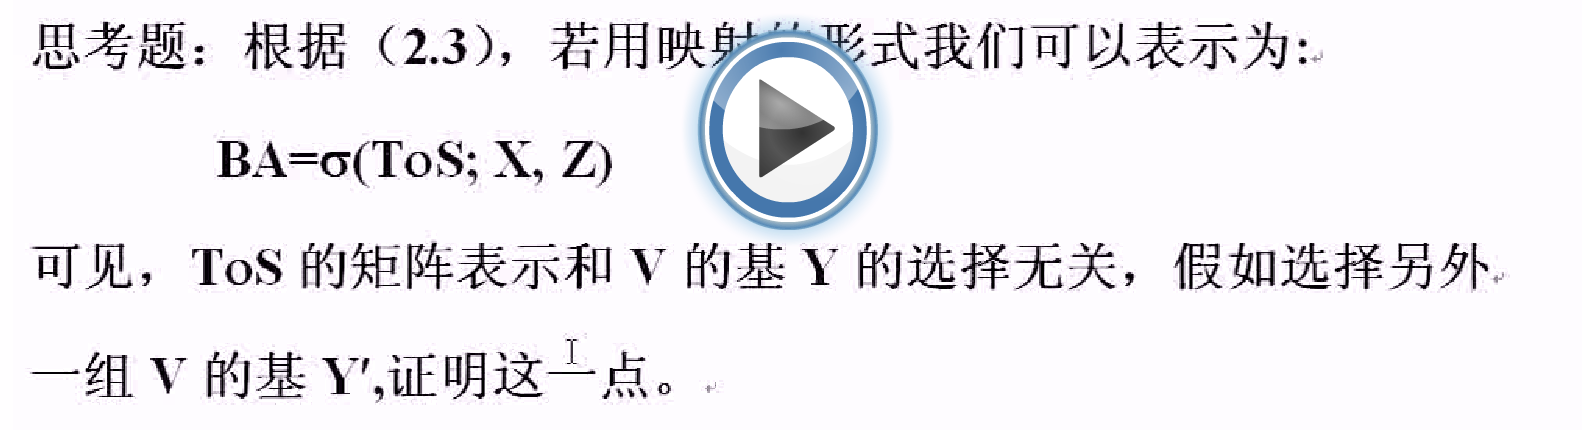 思考题：根据（2.3），若用映射 形式我们可以表示为:
BA=σ(ToS; X, Z)
可见，ToS 的矩阵表示和 V 的基 Y 的选择无关，假如选择另外
一组 V 的基 Y′,证明这一点。